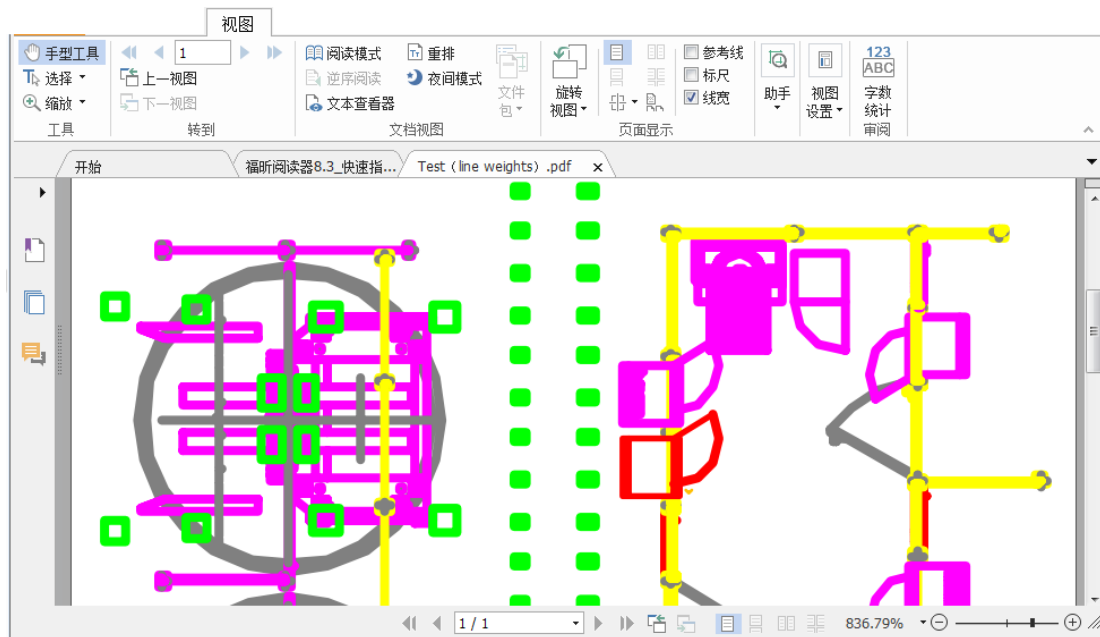 视图
手型工具
选择
缩放
工具
1
上一视图
下一视图
转到
阅读模式
逆序阅读
文本查看器
重排
夜间模式
文件
包
文档视图
旋转
视图
参考线
标尺
线宽
页面显示
助手
视图
设置
123
ABC
字数
统计
审阅
开始
福昕阅读器8.3_快速指...
Test（line weights）.pdf
1 / 1
836.79%